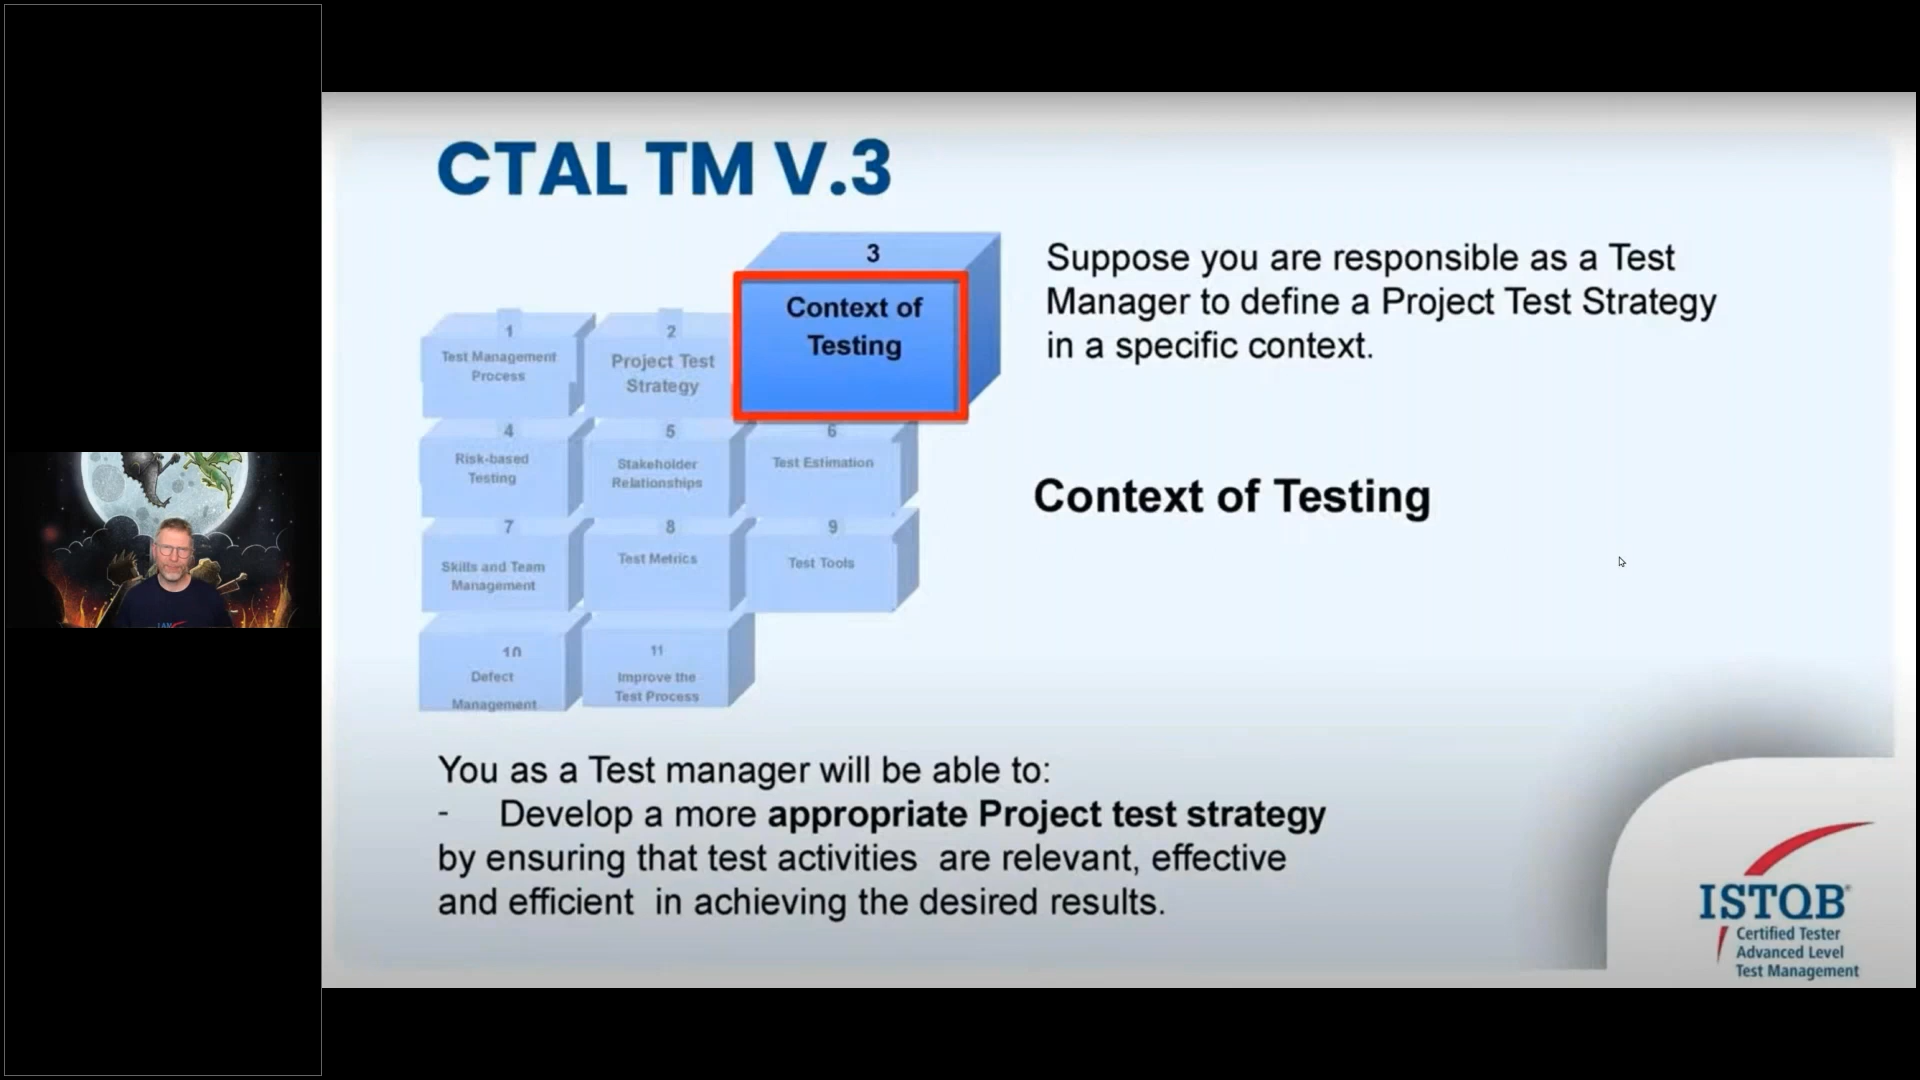 CTAL TM V.3
3
Context of
Testing
1
Test Management
Process
2
Project Test
Strategy
4
Risk-based
Testing
5
Stakeholder
Relationships
6
Test Estimation
7
Skills and Team
Management
8
Test Metrics
9
Test Tools
10
Defect
Management
11
Improve the
Test Process
Suppose you are responsible as a Test
Manager to define a Project Test Strategy
in a specific context.
Context of Testing
You as a Test manager will be able to:
- Develop a more appropriate Project test strategy
by ensuring that test activities are relevant, effective
and efficient in achieving the desired results.
ISTQB®
Certified Tester
Advanced Level
Test Management
I AM